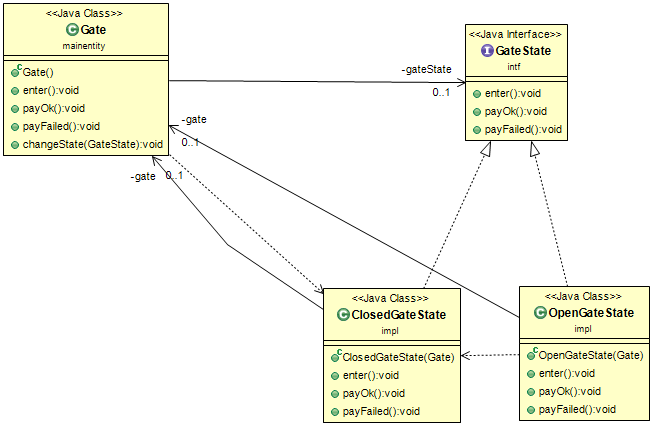 <<Java Class>>
Gate
mainentity
Gate()
enter():void
payOk():void
payFailed():void
changeState(GateState):void
<<Java Interface>>
GateState
intf
enter():void
payOk():void
payFailed():void
-gateState
0..1
-gate
0..1
-gate
0..1
<<Java Class>>
ClosedGateState
impl
ClosedGateState(Gate)
enter():void
payOk():void
payFailed():void
<<Java Class>>
OpenGateState
impl
OpenGateState(Gate)
enter():void
payOk():void
payFailed():void